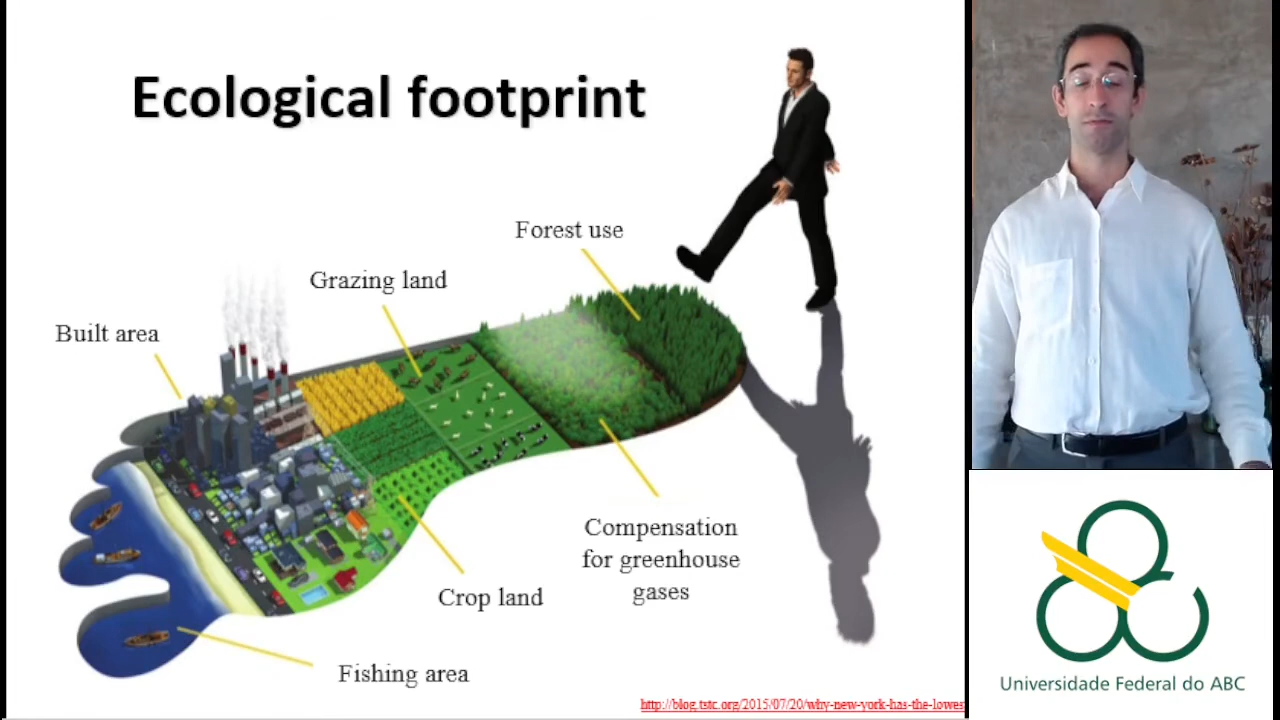 Ecological footprint
Forest use
Grazing land
Built area
Compensation
for greenhouse
gases
Crop land
Fishing area
http://blog.tstc.org/2015/07/20/why-new-york-has-the-lowes
Universidade Federal do ABC